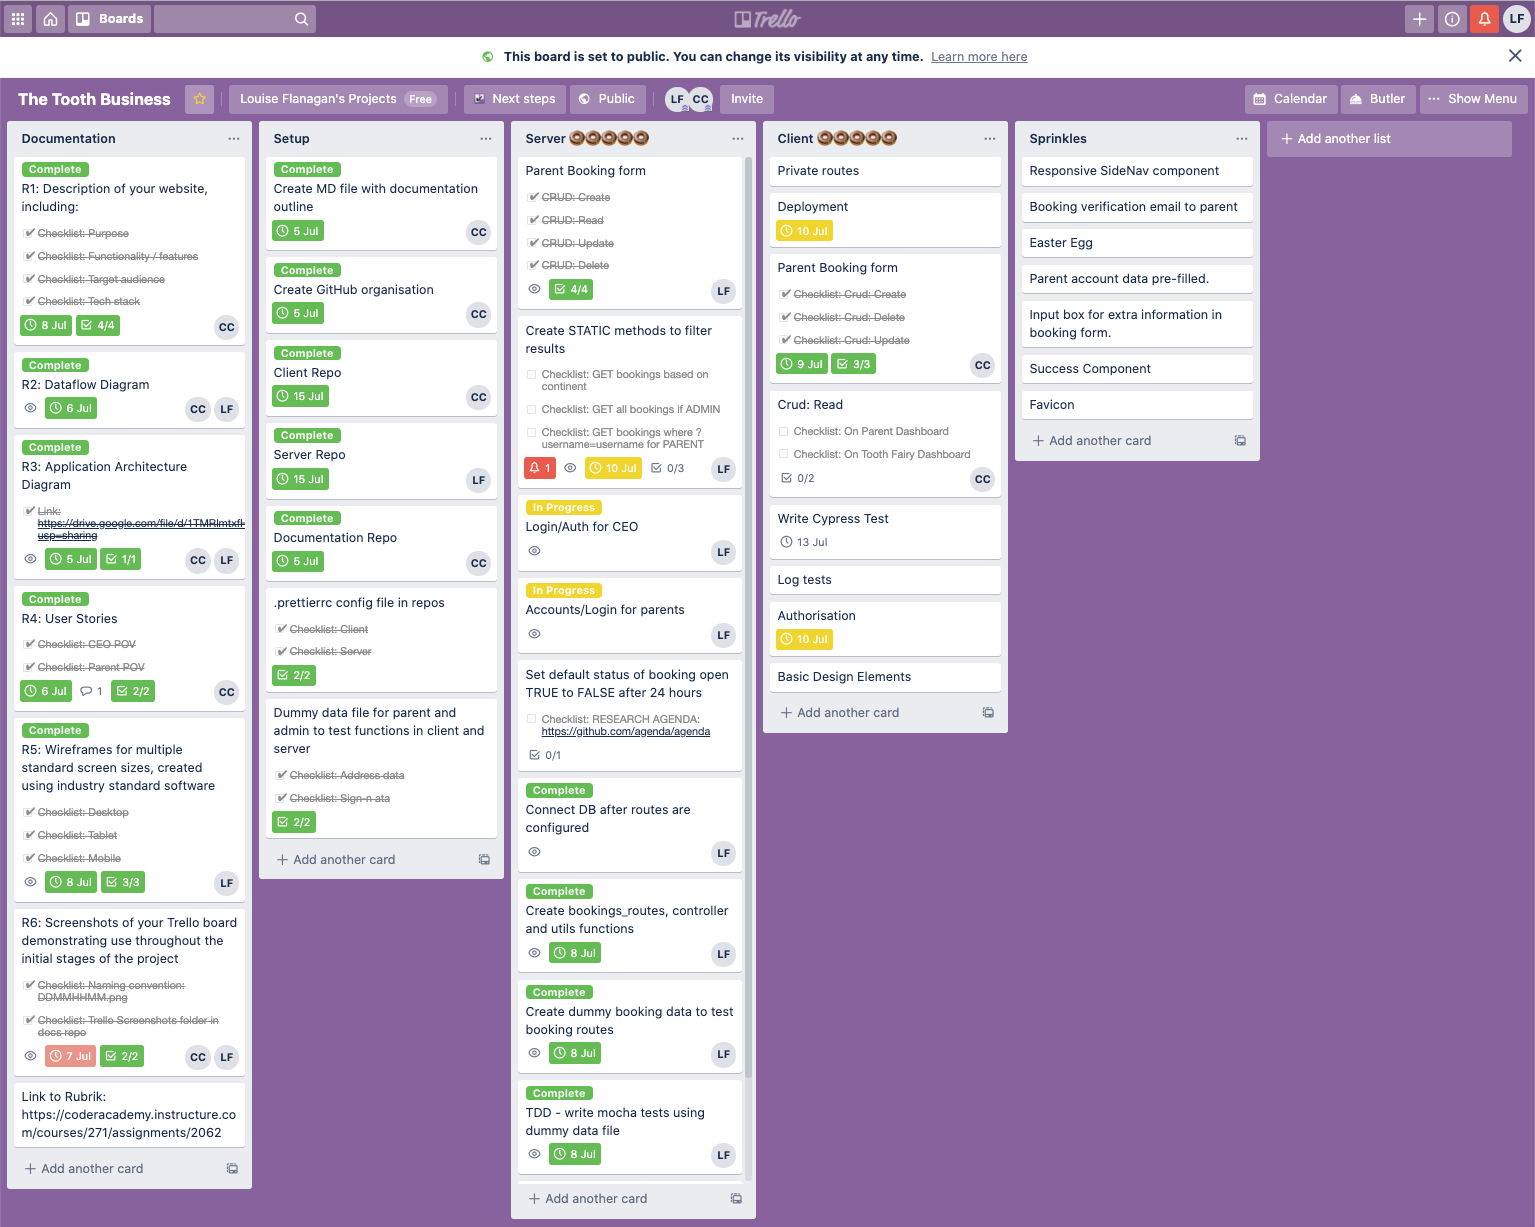 Boards
Trello
LF
This board is set to public. You can change its visibility at any time. Learn more here
The Tooth Business
Louise Flanagan's Projects Free
Next steps
Public
LF CC
Invite
Calendar
Butler
Show Menu
Documentation
Complete
R1: Description of your website,
including:
Checklist: Purpose
Checklist: Functionality / features
Checklist: Target audience
Checklist: Tech stack
8 Jul 4/4 CC
Complete
R2: Dataflow Diagram
6 Jul CC LF
Complete
R3: Application Architecture
Diagram
Link:
usp=sharing
5 Jul 1/1 CC LF
Complete
R4: User Stories
Checklist: CEO POV
Checklist: Parent POV
6 Jul 1 2/2 CC
Complete
R5: Wireframes for multiple
standard screen sizes, created
using industry standard software
Checklist: Desktop
Checklist: Tablet
Checklist: Mobile
8 Jul 3/3 LF
R6: Screenshots of your Trello board
demonstrating use throughout the
initial stages of the project
Checklist: Naming convention:
DDMMHHMM.png
Checklist: Trello Screenshots folder in
docs repo
7 Jul 2/2 CC LF
Link to Rubrik:
https://coderacademy.instructure.co
m/courses/271/assignments/2062
Add another card
Setup
Complete
Create MD file with documentation
outline
5 Jul CC
Complete
Create GitHub organisation
5 Jul CC
Complete
Client Repo
15 Jul CC
Complete
Server Repo
15 Jul LF
Complete
Documentation Repo
5 Jul CC
.prettierrc config file in repos
Checklist: Client
Checklist: Server
2/2
Dummy data file for parent and
admin to test functions in client and
server
Checklist: Address data
Checklist: Sign-n ata
2/2
Add another card
Server
Parent Booking form
CRUD: Create
CRUD: Read
CRUD: Update
CRUD: Delete
4/4 LF
Create STATIC methods to filter
results
Checklist: GET bookings based on
continent
Checklist: GET all bookings if ADMIN
Checklist: GET bookings where ?
username=username for PARENT
1 10 Jul 0/3 LF
In Progress
Login/Auth for CEO
LF
In Progress
Accounts/Login for parents
LF
Set default status of booking open
TRUE to FALSE after 24 hours
Checklist: RESEARCH AGENDA:
https://github.com/agenda/agenda
0/1
Complete
Connect DB after routes are
configured
LF
Complete
Create bookings_routes, controller
and utils functions
8 Jul LF
Complete
Create dummy booking data to test
booking routes
8 Jul LF
Complete
TDD - write mocha tests using
dummy data file
8 Jul LF
Add another card
Client
Private routes
Deployment
10 Jul
Parent Booking form
Checklist: Crud: Create
Checklist: Crud: Delete
Checklist: Crud: Update
9 Jul 3/3 CC
Crud: Read
Checklist: On Parent Dashboard
Checklist: On Tooth Fairy Dashboard
0/2 CC
Write Cypress Test
13 Jul
Log tests
Authorisation
10 Jul
Basic Design Elements
Add another card
Sprinkles
Responsive SideNav component
Booking verification email to parent
Easter Egg
Parent account data pre-filled.
Input box for extra information in
booking form.
Success Component
Favicon
Add another card
Add another list